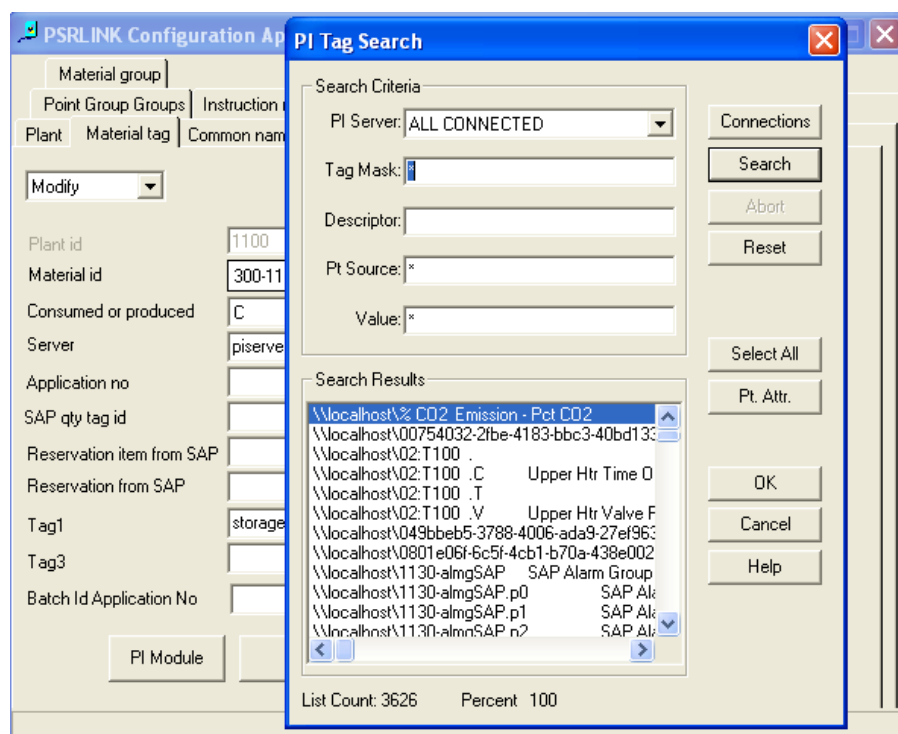 PSRLINK Configuration Ap
Material group
Point Group Groups Instruction
Plant Material tag Common nam
Modify
Plant id 1100
Material id 300-11
Consumed or produced C
Server piserve
Application no
SAP qty tag id
Reservation item from SAP
Reservation from SAP
Tag1 storage
Tag3
Batch Id Application No
PI Module
PI Tag Search
Search Criteria
PI Server: ALL CONNECTED
Tag Mask: *
Descriptor:
Pt Source: *
Value: *
Connections
Search
Abort
Reset
Select All
Pt. Attr.
OK
Cancel
Help
Search Results
\\localhost\% CO2 Emission - Pct CO2
\\localhost\00754032-2fbe-4183-bbc3-40bd133
\\localhost\02:T100 .
\\localhost\02:T100 .C Upper Htr Time O
\\localhost\02:T100 .T
\\localhost\02:T100 .V Upper Htr Valve P
\\localhost\049bbeb5-3788-4006-ada9-27ef963
\\localhost\0801e06f-6c5f-4cb1-b70a-438e002
\\localhost\1130-almgSAP SAP Alarm Group
\\localhost\1130-almgSAP.p0 SAP Ala
\\localhost\1130-almgSAP.p1 SAP Ala
\\localhost\1130-almgSAP.p2 SAP Ala
List Count: 3626 Percent 100